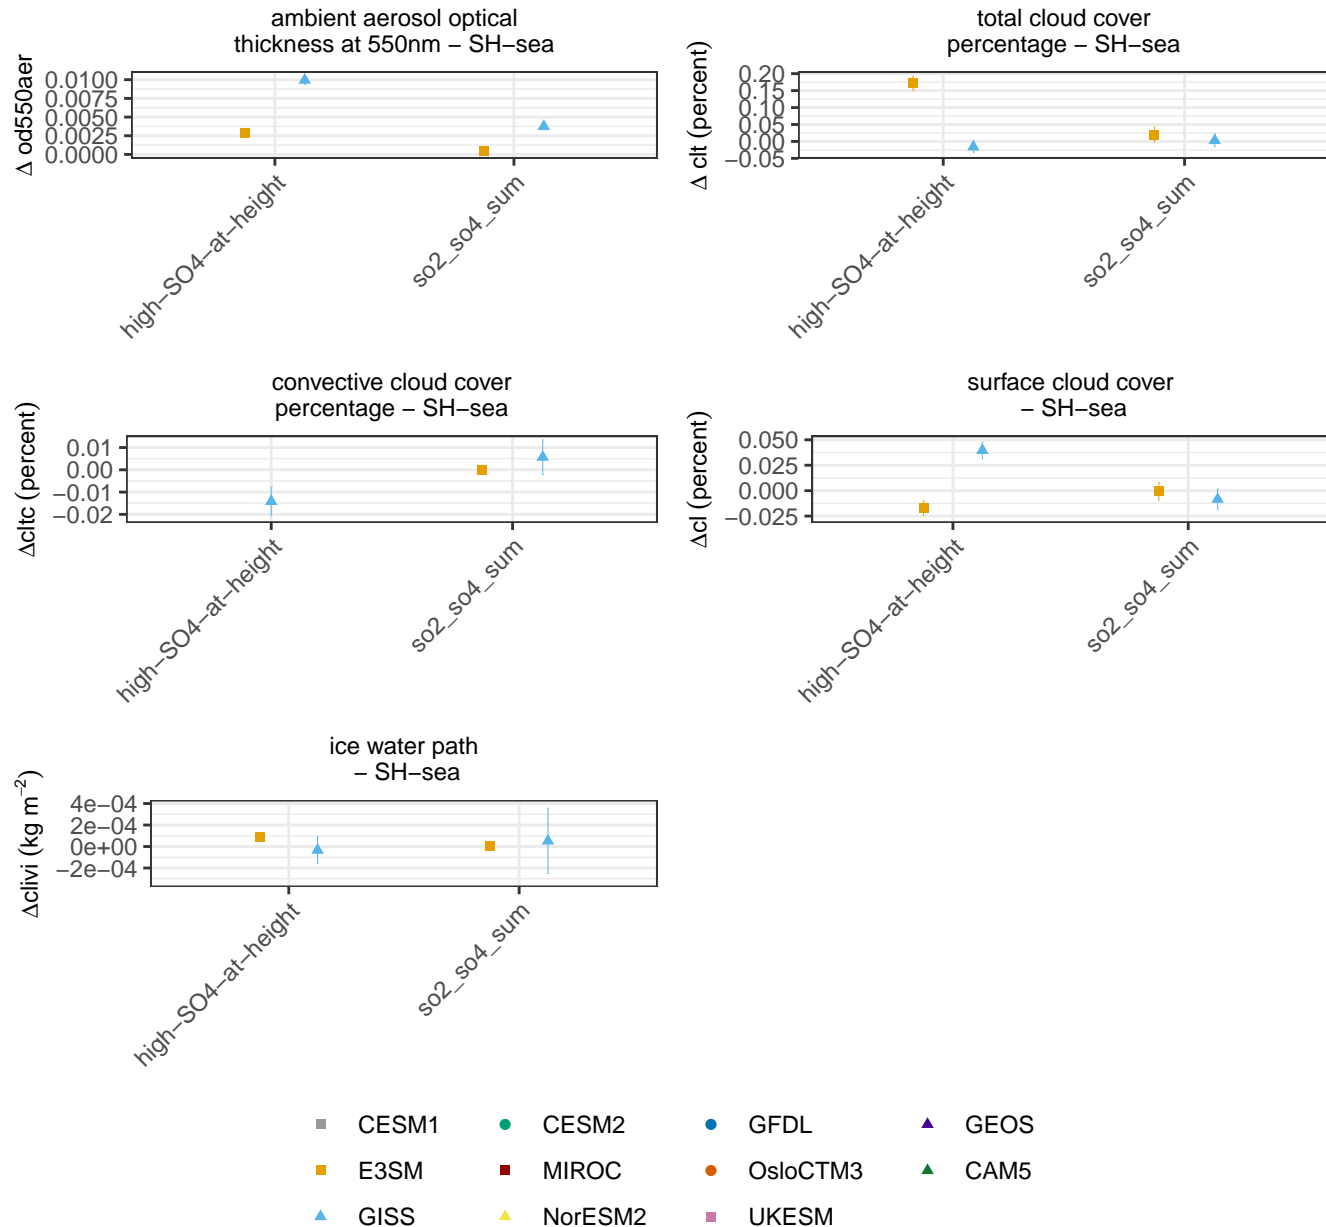 ambient aerosol optical
thickness at 550nm − SH−sea
Δ od550aer
0.0100
0.0075
0.0050
0.0025
0.0000
high−SO4−at−height
so2_so4_sum
total cloud cover
percentage − SH−sea
Δ clt (percent)
0.20
0.15
0.10
0.05
0.00
−0.05
high−SO4−at−height
so2_so4_sum
convective cloud cover
percentage − SH−sea
Δcltc (percent)
0.01
0.00
−0.01
−0.02
high−SO4−at−height
so2_so4_sum
surface cloud cover
− SH−sea
Δcl (percent)
0.050
0.025
0.000
−0.025
high−SO4−at−height
so2_so4_sum
ice water path
− SH−sea
Δclivi (kg m⁻²)
4e−04
2e−04
0e+00
−2e−04
high−SO4−at−height
so2_so4_sum
CESM1 CESM2 GFDL GEOS
E3SM MIROC OsloCTM3 CAM5
GISS NorESM2 UKESM